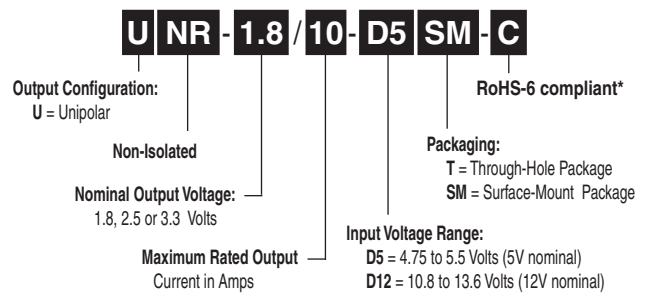 U NR - 1.8 / 10 - D5 SM - C
Output Configuration:
U = Unipolar
Non-Isolated
Nominal Output Voltage:
1.8, 2.5 or 3.3 Volts
Maximum Rated Output
Current in Amps
Input Voltage Range:
D5 = 4.75 to 5.5 Volts (5V nominal)
D12 = 10.8 to 13.6 Volts (12V nominal)
Packaging:
T = Through-Hole Package
SM = Surface-Mount Package
RoHS-6 compliant*